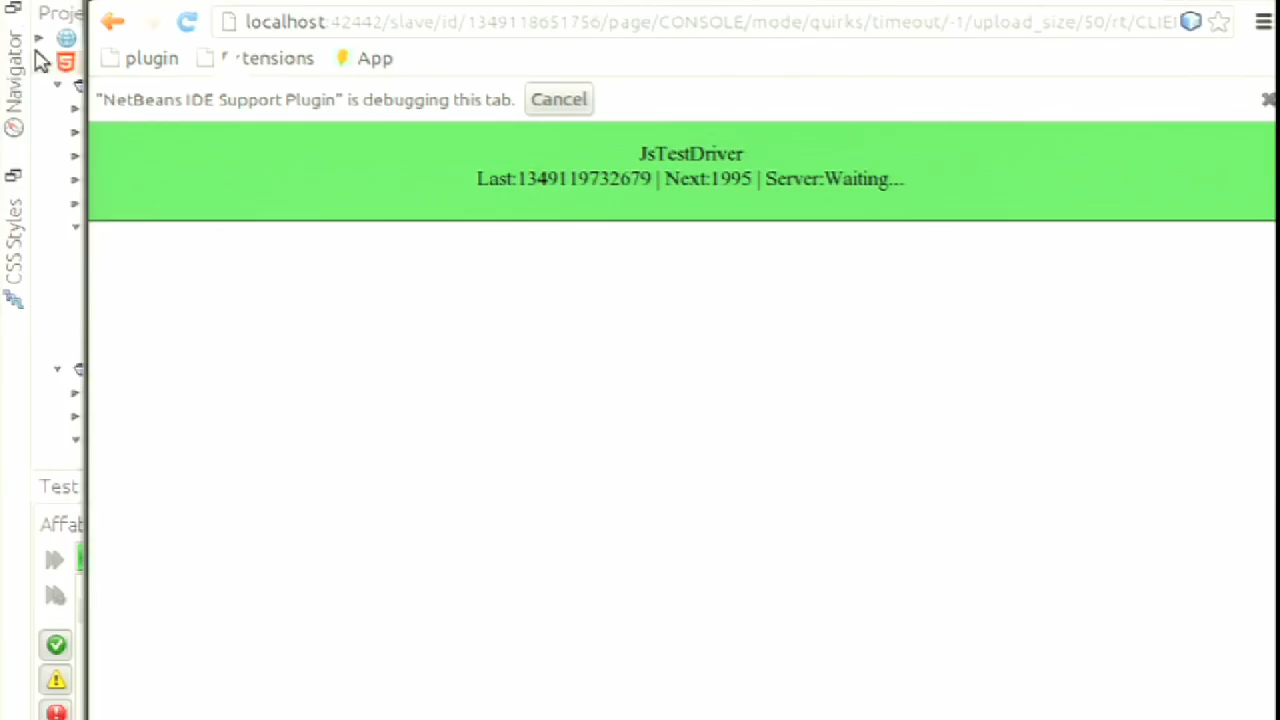 Proje
localhost:42442/slave/id/1349118651756/page/CONSOLE/mode/quirks/timeout/-1/upload_size/50/rt/CLIE
Navigator
plugin
tensions
App
"NetBeans IDE Support Plugin" is debugging this tab.
Cancel
JsTestDriver
Last:1349119732679 | Next:1995 | Server:Waiting...
CSS Styles
Test
Affab